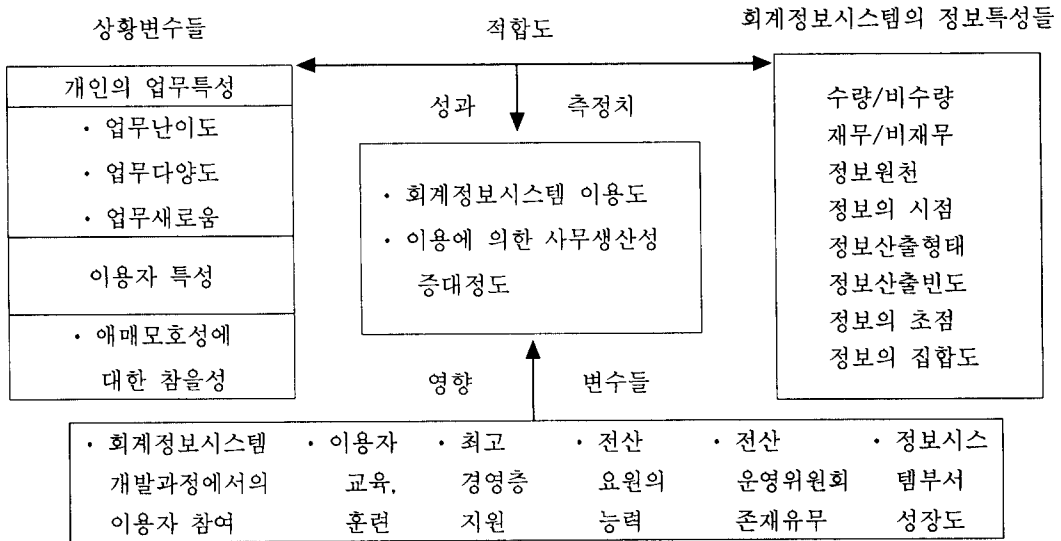 상황변수들
적합도
회계정보시스템의 정보특성들
개인의 업무특성
· 업무난이도
· 업무다양도
· 업무새로움
이용자 특성
· 애매모호성에
대한 참을성
성과 측정치
· 회계정보시스템 이용도
· 이용에 의한 사무생산성
증대정도
수량/비수량
재무/비재무
정보원천
정보의 시점
정보산출형태
정보산출빈도
정보의 초점
정보의 집합도
영향 변수들
· 회계정보시스템
개발과정에서의
이용자 참여
· 이용자
교육,
훈련
· 최고
경영층
지원
· 전산
요원의
능력
· 전산
운영위원회
존재유무
· 정보시스
템부서
성장도